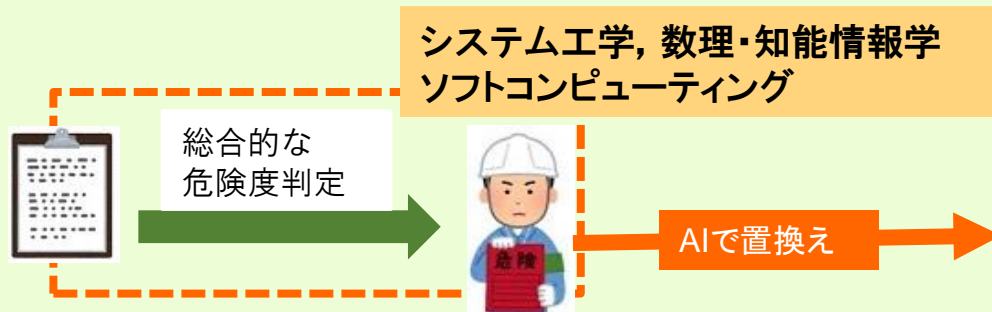 システム工学, 数理・知能情報学
ソフトコンピューティング
総合的な
危険度判定
危険
AIで置換え